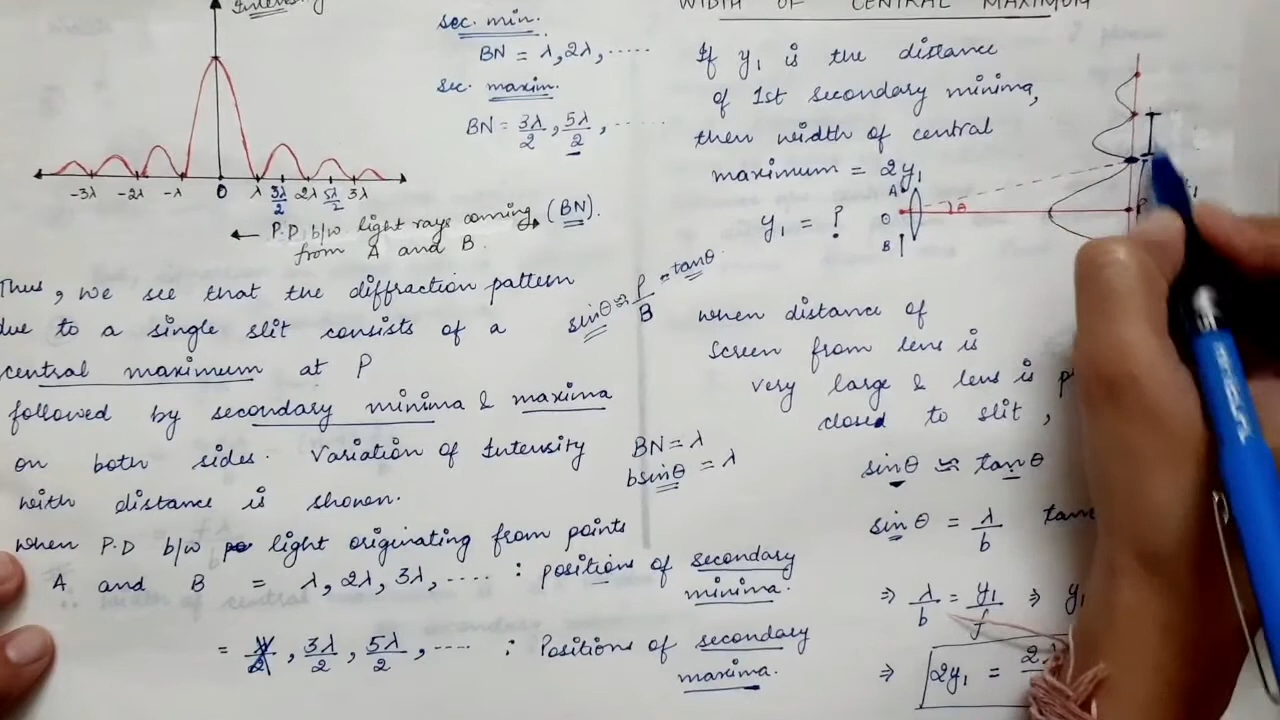 Intensity
-3λ -2λ -λ 0 λ 3λ/2 2λ 5λ/2 3λ
P.D b/w light rays coming (BN).
from A and B.
sec. min.
BN = λ, 2λ, .....
sec. maxim.
BN = 3λ/2, 5λ/2, .....
Thus, we see that the diffraction pattern
due to a single slit consists of a
central maximum at P
followed by secondary minima & maxima
on both sides. Variation of Intensity
with distance is shown.
sinθ ≈ P/B = tanθ
BN = λ
bsinθ = λ
When P.D b/w light originating from points
A and B = λ, 2λ, 3λ, .... : positions of secondary
minima.
= λ/2, 3λ/2, 5λ/2, .... : Positions of secondary
maxima.
WIDTH OF CENTRAL MAXIMUM
If y₁ is the distance
of 1st secondary minima,
then width of central
maximum = 2y₁
y₁ = ?
A
O
B
θ
P
when distance of
screen from lens is
very large & lens is
closed to slit,
sinθ ≈ tanθ
sinθ = λ/b
⇒ λ/b = y₁/f ⇒ y₁
⇒ 2y₁ =